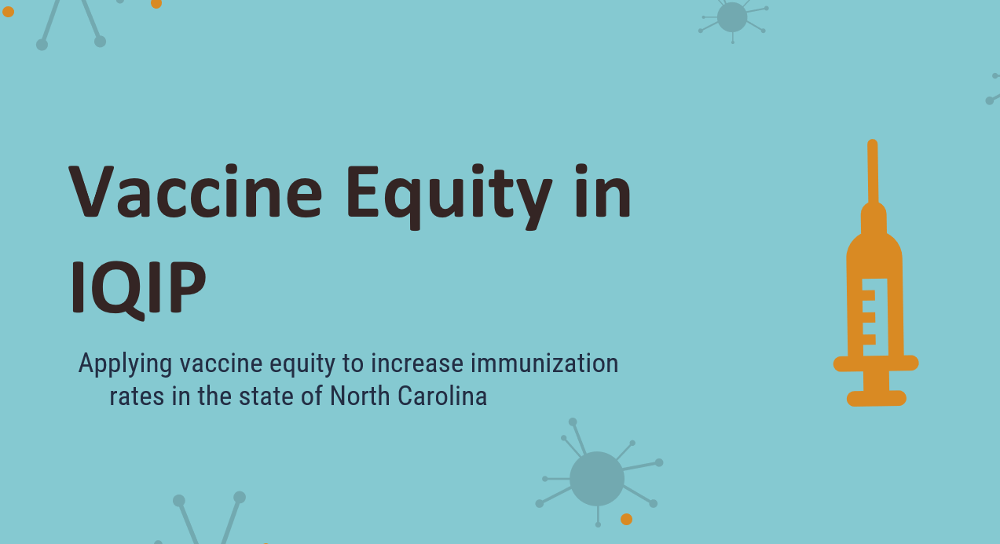 Vaccine Equity in
IQIP
Applying vaccine equity to increase immunization
rates in the state of North Carolina